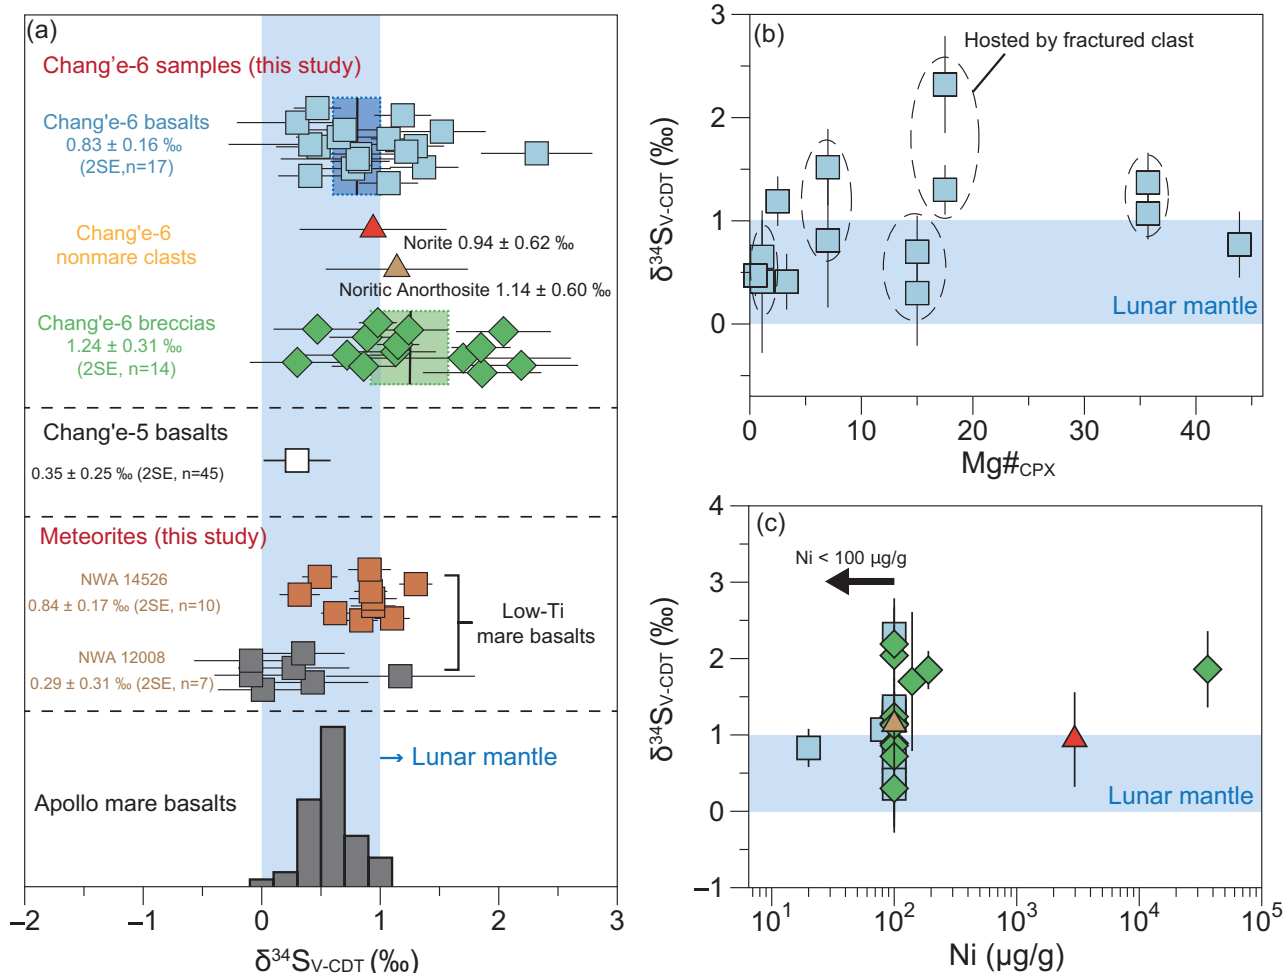 (a)
Chang'e-6 samples (this study)
Chang'e-6 basalts
0.83 ± 0.16 ‰
(2SE,n=17)
Chang'e-6
nonmare clasts
Norite 0.94 ± 0.62 ‰
Noritic Anorthosite 1.14 ± 0.60 ‰
Chang'e-6 breccias
1.24 ± 0.31 ‰
(2SE, n=14)
Chang'e-5 basalts
0.35 ± 0.25 ‰ (2SE, n=45)
Meteorites (this study)
NWA 14526
0.84 ± 0.17 ‰ (2SE, n=10)
Low-Ti
mare basalts
NWA 12008
0.29 ± 0.31 ‰ (2SE, n=7)
→ Lunar mantle
Apollo mare basalts
−2 −1 0 1 2 3
δ³⁴S V-CDT (‰)
(b)
Hosted by fractured clast
Lunar mantle
3
2
1
0
δ³⁴S V-CDT (‰)
0 10 20 30 40
Mg# CPX
(c)
Ni < 100 µg/g
Lunar mantle
4
3
2
1
0
−1
δ³⁴S V-CDT (‰)
10¹ 10² 10³ 10⁴ 10⁵
Ni (µg/g)